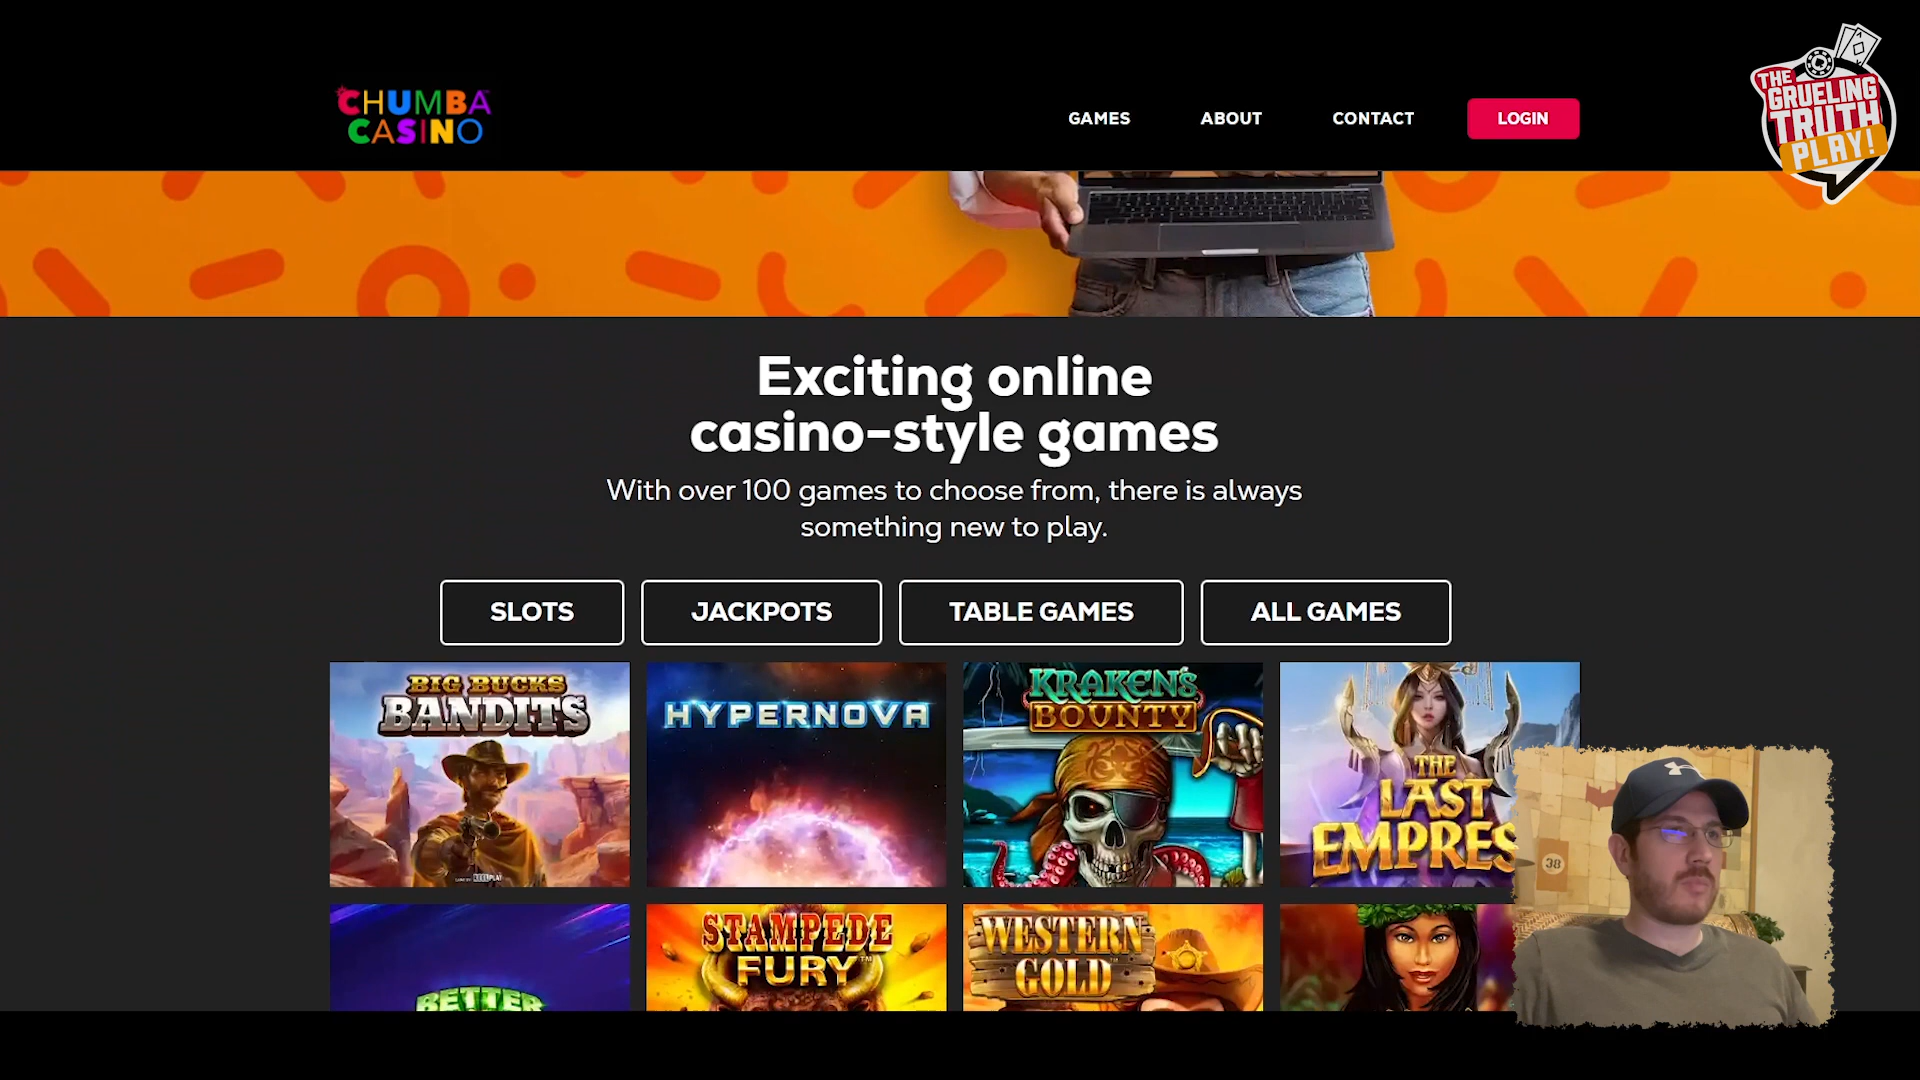 CHUMBA
CASINO
GAMES
ABOUT
CONTACT
LOGIN
THE
GRUELING
TRUTH
PLAY!
Exciting online
casino-style games
With over 100 games to choose from, there is always
something new to play.
SLOTS
JACKPOTS
TABLE GAMES
ALL GAMES
BIG BUCKS
BANDITS
HYPERNOVA
KRAKEN'S
BOUNTY
THE
LAST
EMPRES
38
BETTER
STAMPEDE
FURY™
WESTERN
GOLD